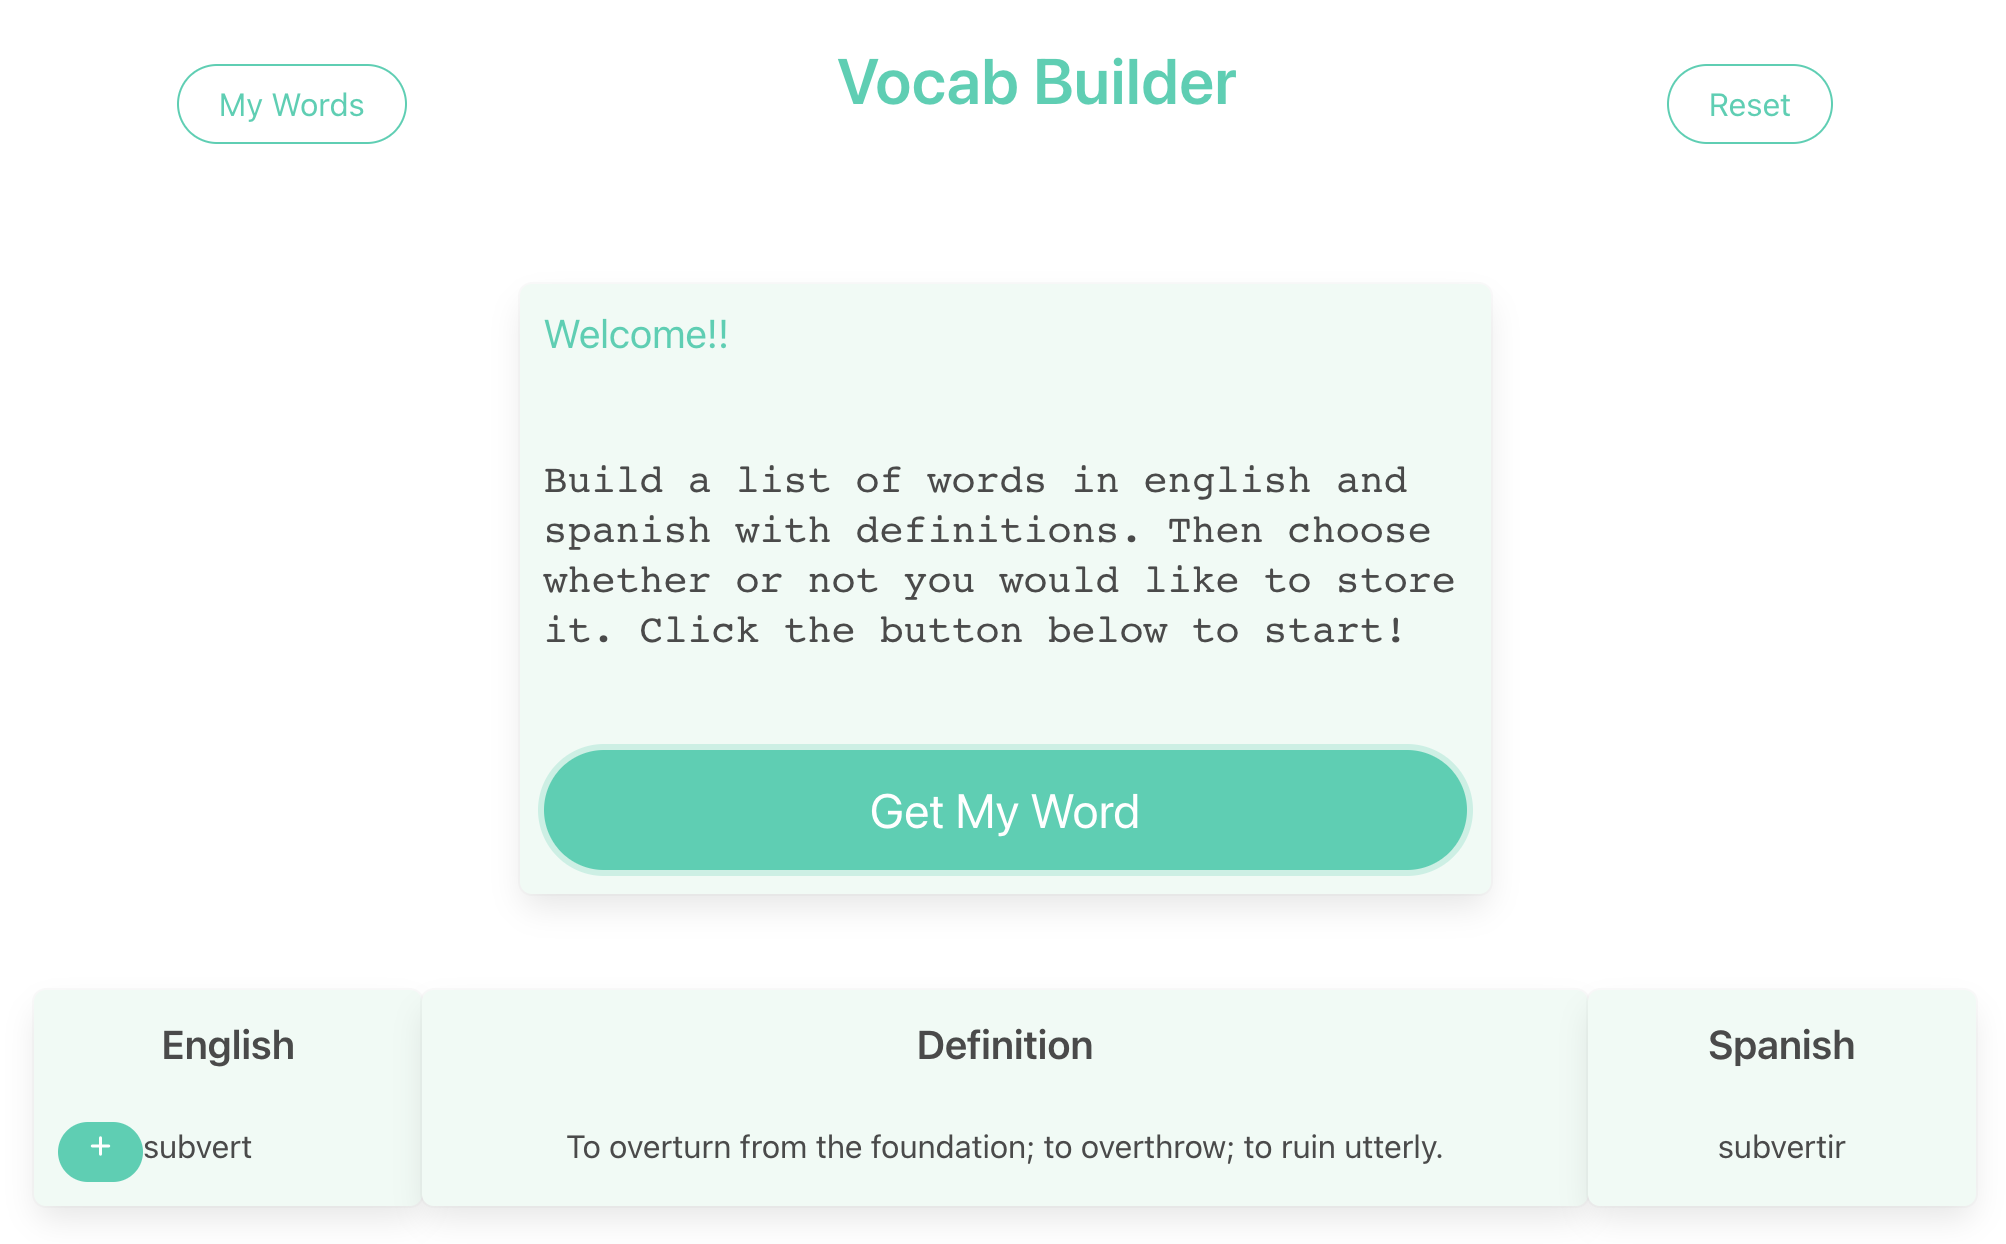 My Words
Vocab Builder
Reset
Welcome!!
Build a list of words in english and
spanish with definitions. Then choose
whether or not you would like to store
it. Click the button below to start!
Get My Word
English
Definition
Spanish
+ subvert
To overturn from the foundation; to overthrow; to ruin utterly.
subvertir